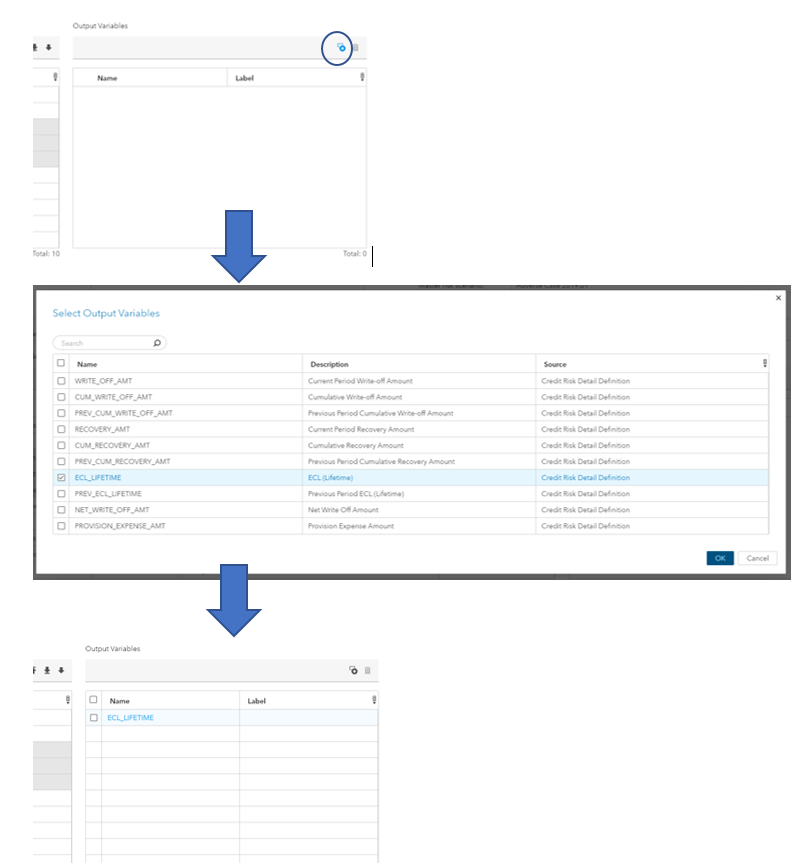 Output Variables
Name Label
Total: 10 Total: 0
Select Output Variables
Search
Name Description Source
WRITE_OFF_AMT Current Period Write-off Amount Credit Risk Detail Definition
CUM_WRITE_OFF_AMT Cumulative Write-off Amount Credit Risk Detail Definition
PREV_CUM_WRITE_OFF_AMT Previous Period Cumulative Write-off Amount Credit Risk Detail Definition
RECOVERY_AMT Current Period Recovery Amount Credit Risk Detail Definition
CUM_RECOVERY_AMT Cumulative Recovery Amount Credit Risk Detail Definition
PREV_CUM_RECOVERY_AMT Previous Period Cumulative Recovery Amount Credit Risk Detail Definition
ECL_LIFETIME ECL (Lifetime) Credit Risk Detail Definition
PREV_ECL_LIFETIME Previous Period ECL (Lifetime) Credit Risk Detail Definition
NET_WRITE_OFF_AMT Net Write Off Amount Credit Risk Detail Definition
PROVISION_EXPENSE_AMT Provision Expense Amount Credit Risk Detail Definition
OK Cancel
Output Variables
Name Label
ECL_LIFETIME